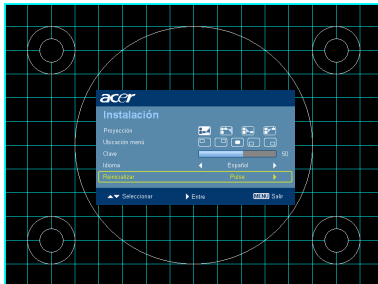 acer
Instalación
Proyección
Ubicación menú
Clave 50
Idioma Español
Reinicializar Pulse
Seleccionar Entre MENU Salir